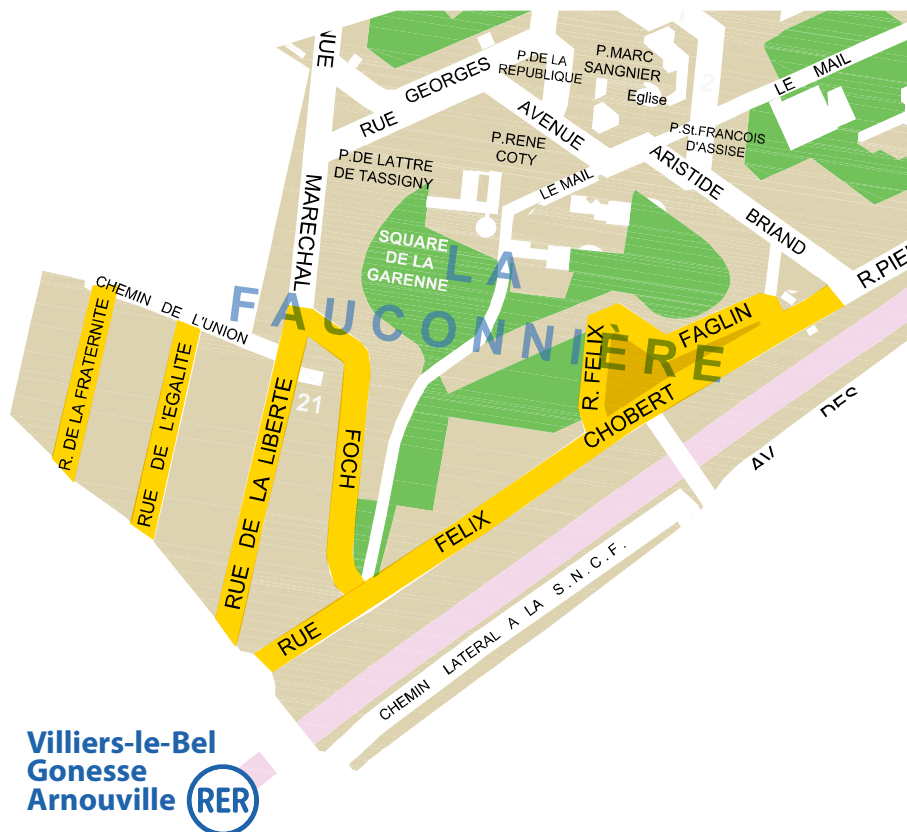 NUE
RUE GEORGES
P.DE LA
REPUBLIQUE
P.MARC
SANGNIER
Eglise
2
LE MAIL
AVENUE
P.RENE
COTY
P.St.FRANCOIS
D'ASSISE
P.DE LATTRE
DE TASSIGNY
LE MAIL
ARISTIDE BRIAND
MARECHAL
SQUARE
DE LA
GARENNE
LA
FAUCONNIÈRE
R.PIE
CHEMIN DE L'UNION
R. DE LA FRATERNITE
RUE DE L'EGALITE
RUE DE LA LIBERTE
21
FOCH
R. FELIX
FAGLIN
RUE FELIX CHOBERT
AV DES
CHEMIN LATERAL A LA S.N.C.F.
Villiers-le-Bel
Gonesse
Arnouville
RER